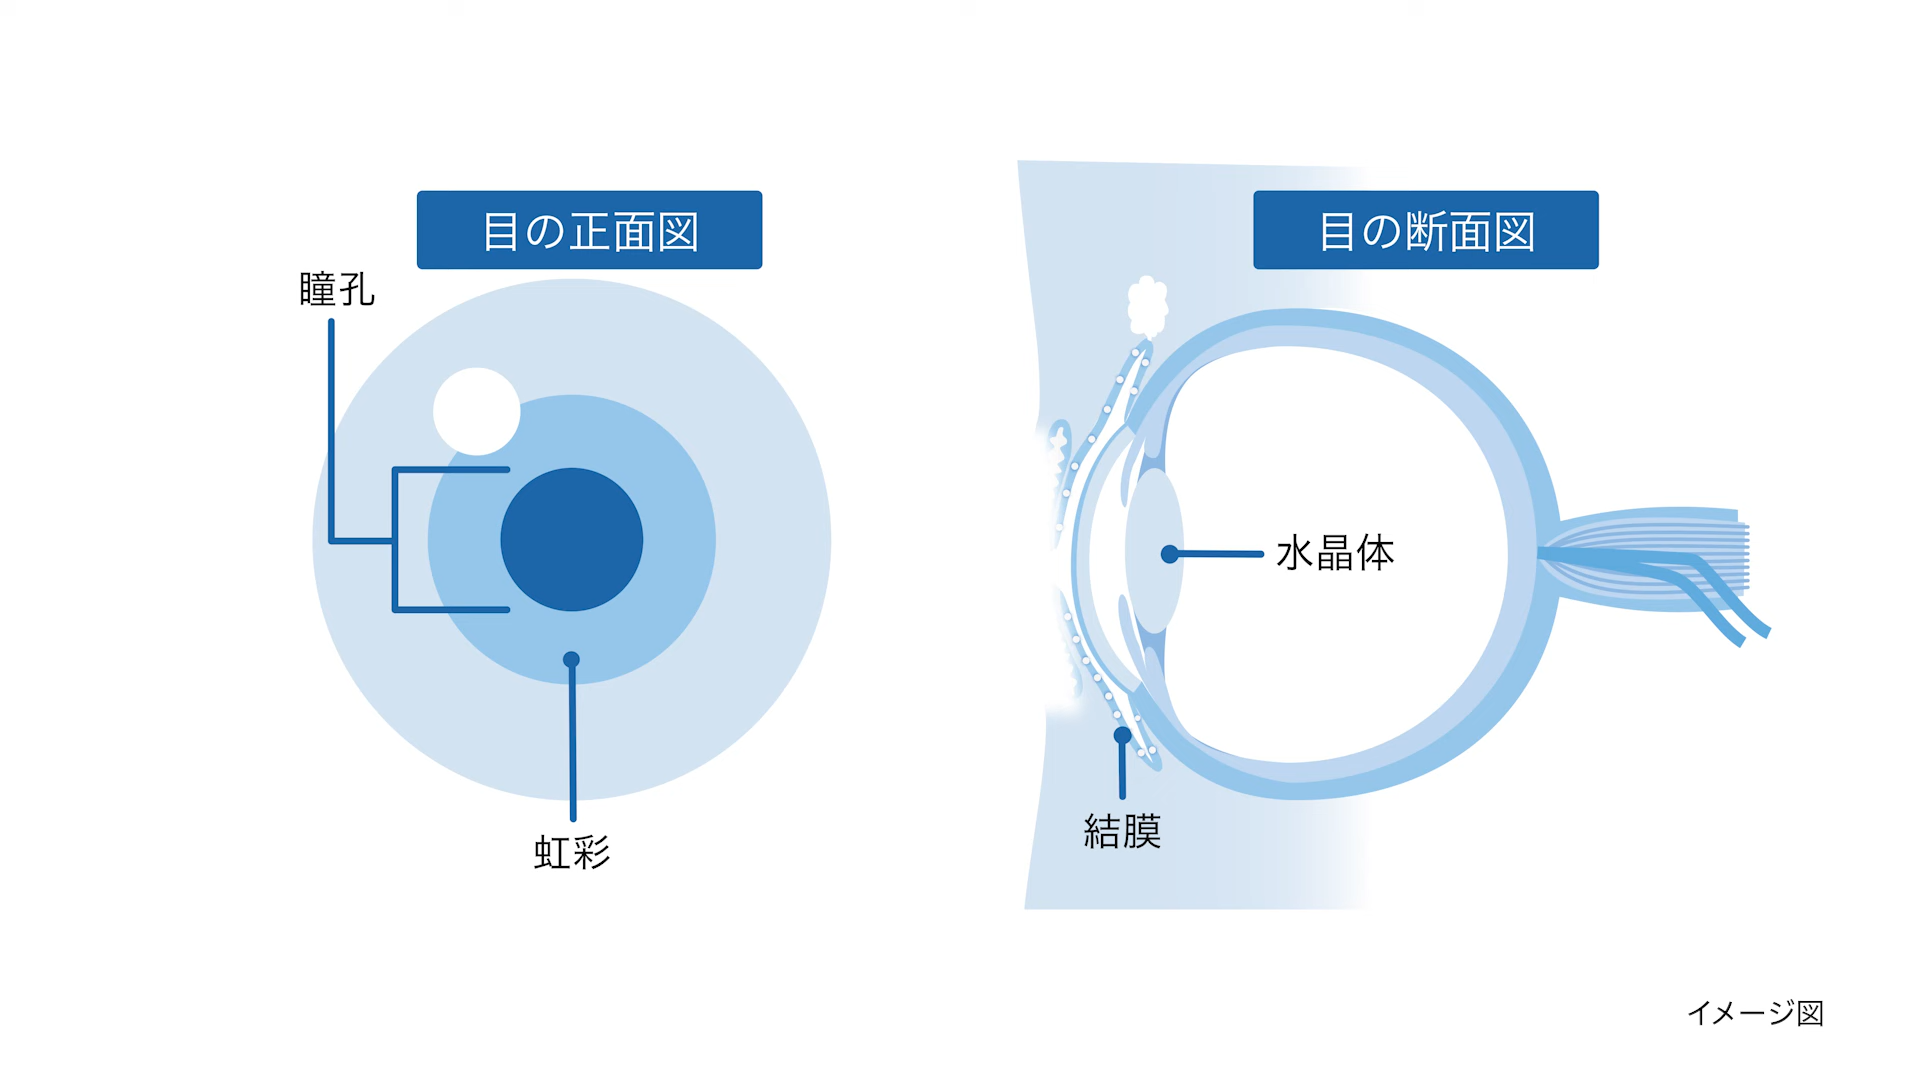 目の正面図
瞳孔
虹彩
目の断面図
水晶体
結膜
イメージ図